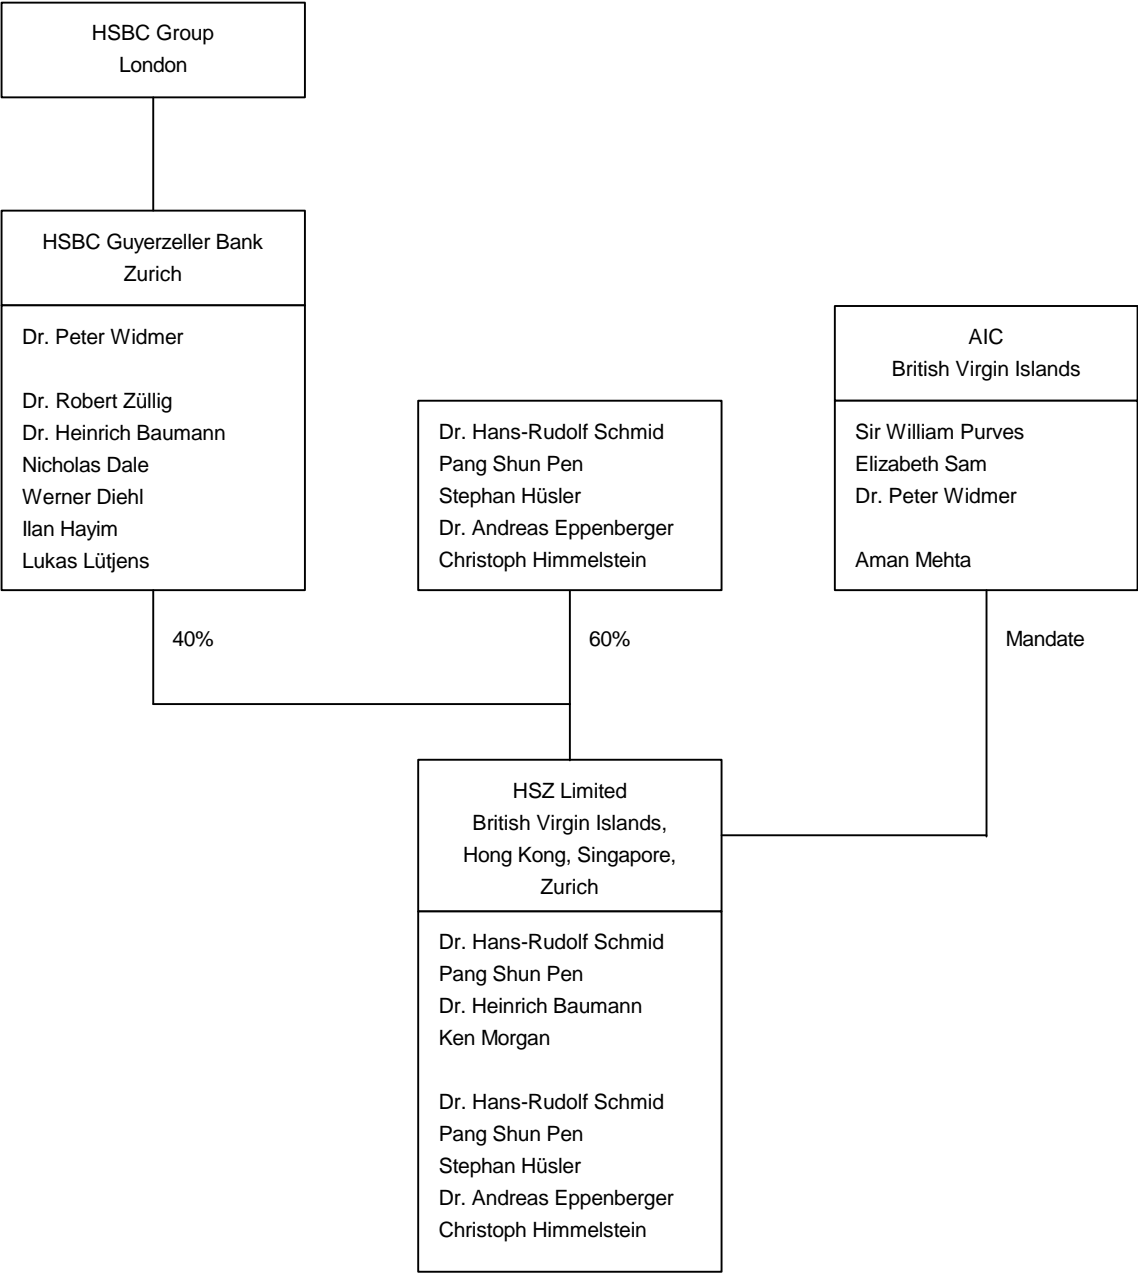 HSBC Group
London
HSBC Guyerzeller Bank
Zurich
Dr. Peter Widmer
Dr. Robert Züllig
Dr. Heinrich Baumann
Nicholas Dale
Werner Diehl
Ilan Hayim
Lukas Lütjens
Dr. Hans-Rudolf Schmid
Pang Shun Pen
Stephan Hüsler
Dr. Andreas Eppenberger
Christoph Himmelstein
AIC
British Virgin Islands
Sir William Purves
Elizabeth Sam
Dr. Peter Widmer
Aman Mehta
40%
60%
Mandate
HSZ Limited
British Virgin Islands,
Hong Kong, Singapore,
Zurich
Dr. Hans-Rudolf Schmid
Pang Shun Pen
Dr. Heinrich Baumann
Ken Morgan
Dr. Hans-Rudolf Schmid
Pang Shun Pen
Stephan Hüsler
Dr. Andreas Eppenberger
Christoph Himmelstein